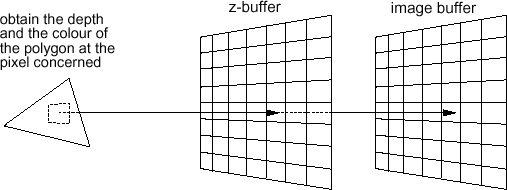 obtain the depth
and the colour of
the polygon at the
pixel concerned
z-buffer
image buffer